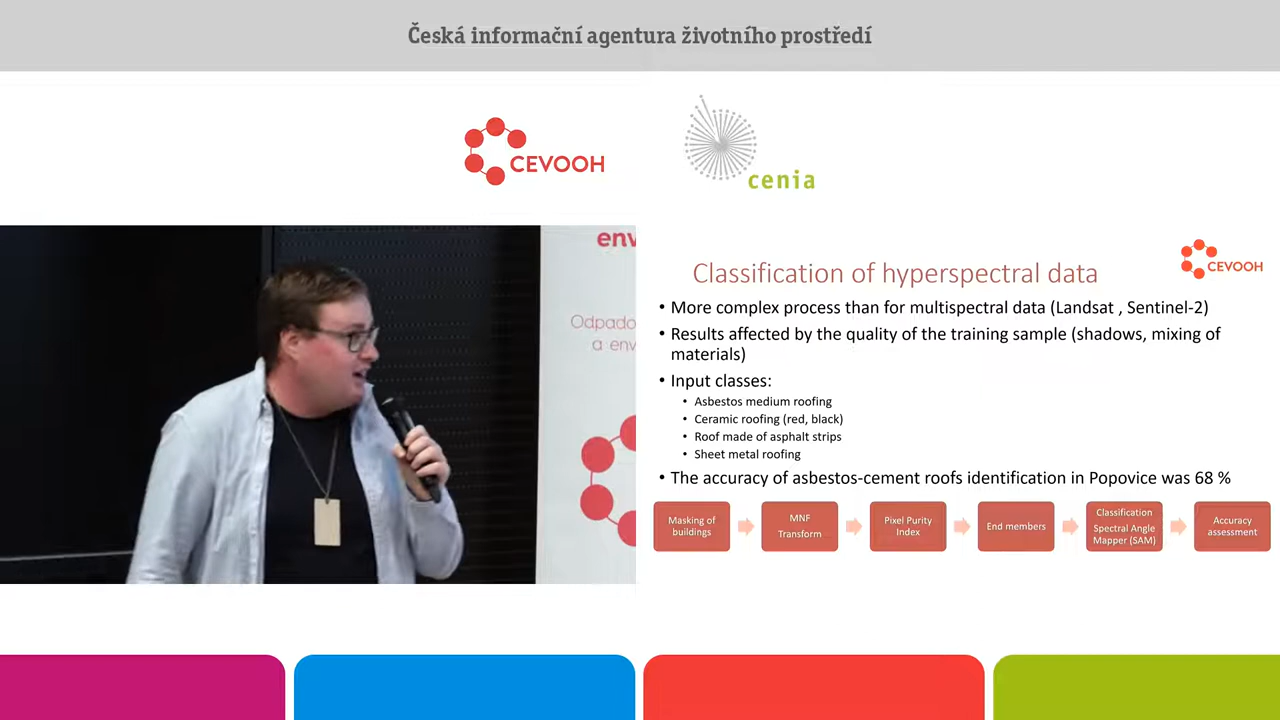 Česká informační agentura životního prostředí
CEVOOH
cenia
env
Odpado
a env
Classification of hyperspectral data
CEVOOH
• More complex process than for multispectral data (Landsat , Sentinel-2)
• Results affected by the quality of the training sample (shadows, mixing of
materials)
• Input classes:
• Asbestos medium roofing
• Ceramic roofing (red, black)
• Roof made of asphalt strips
• Sheet metal roofing
• The accuracy of asbestos-cement roofs identification in Popovice was 68 %
Masking of
buildings
MNF
Transform
Pixel Purity
Index
End members
Classification
Spectral Angle
Mapper (SAM)
Accuracy
assessment